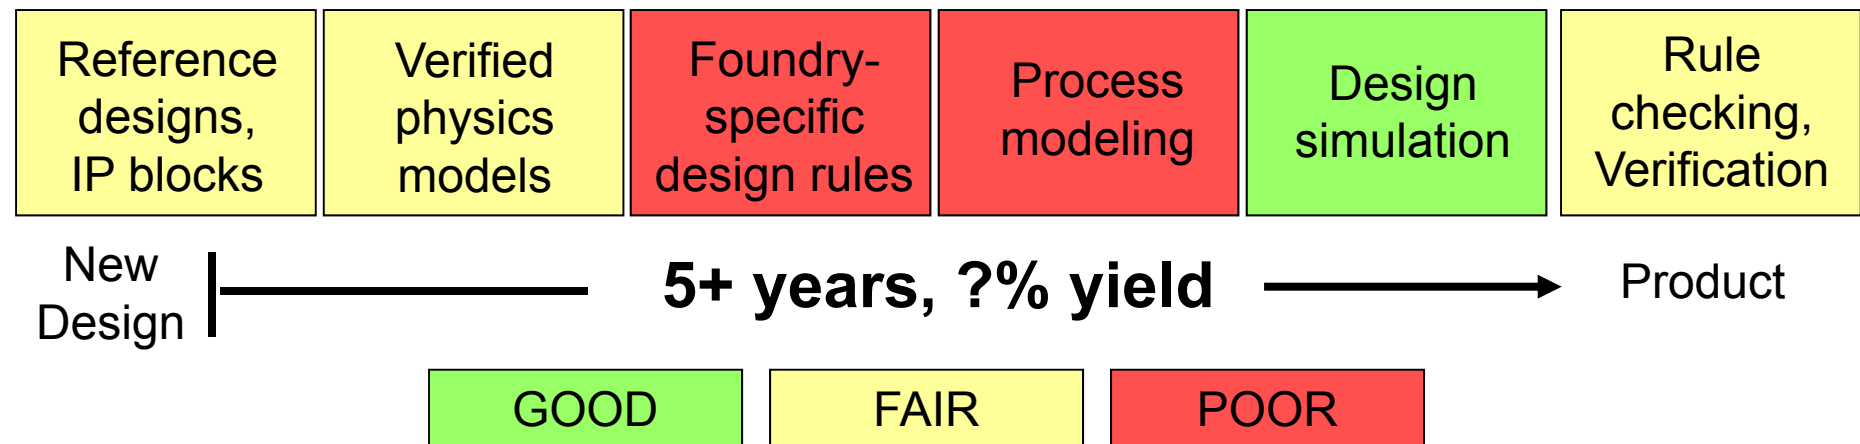 Reference
designs,
IP blocks
Verified
physics
models
Foundry-
specific
design rules
Process
modeling
Design
simulation
Rule
checking,
Verification
New
Design
5+ years, ?% yield
Product
GOOD
FAIR
POOR